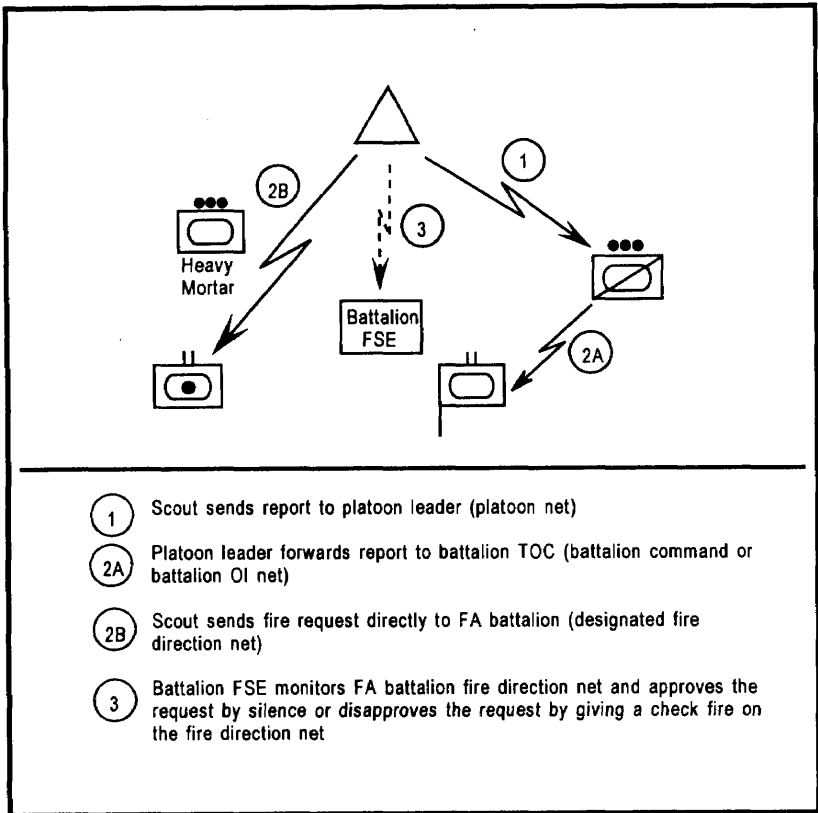 1
2B
3
Heavy
Mortar
Battalion
FSE
2A
1 Scout sends report to platoon leader (platoon net)
2A Platoon leader forwards report to battalion TOC (battalion command or
battalion OI net)
2B Scout sends fire request directly to FA battalion (designated fire
direction net)
3 Battalion FSE monitors FA battalion fire direction net and approves the
request by silence or disapproves the request by giving a check fire on
the fire direction net